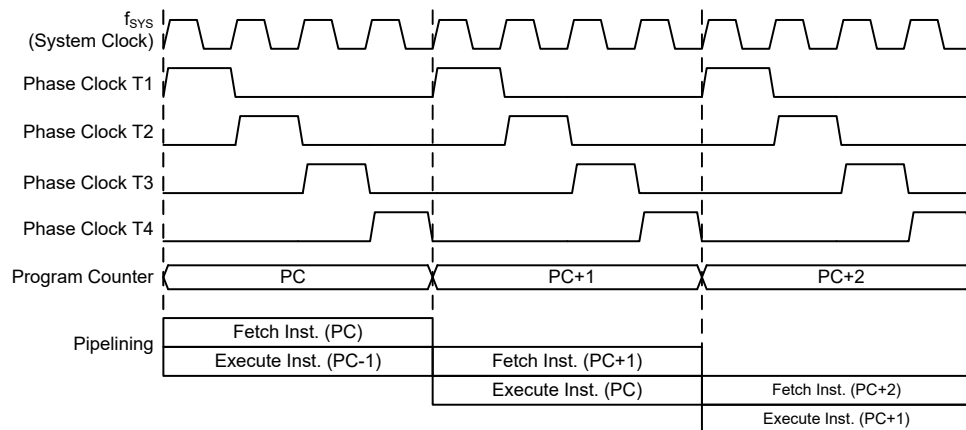 fSYS
(System Clock)
Phase Clock T1
Phase Clock T2
Phase Clock T3
Phase Clock T4
Program Counter PC PC+1 PC+2
Pipelining
Fetch Inst. (PC)
Execute Inst. (PC-1) Fetch Inst. (PC+1)
Execute Inst. (PC) Fetch Inst. (PC+2)
Execute Inst. (PC+1)